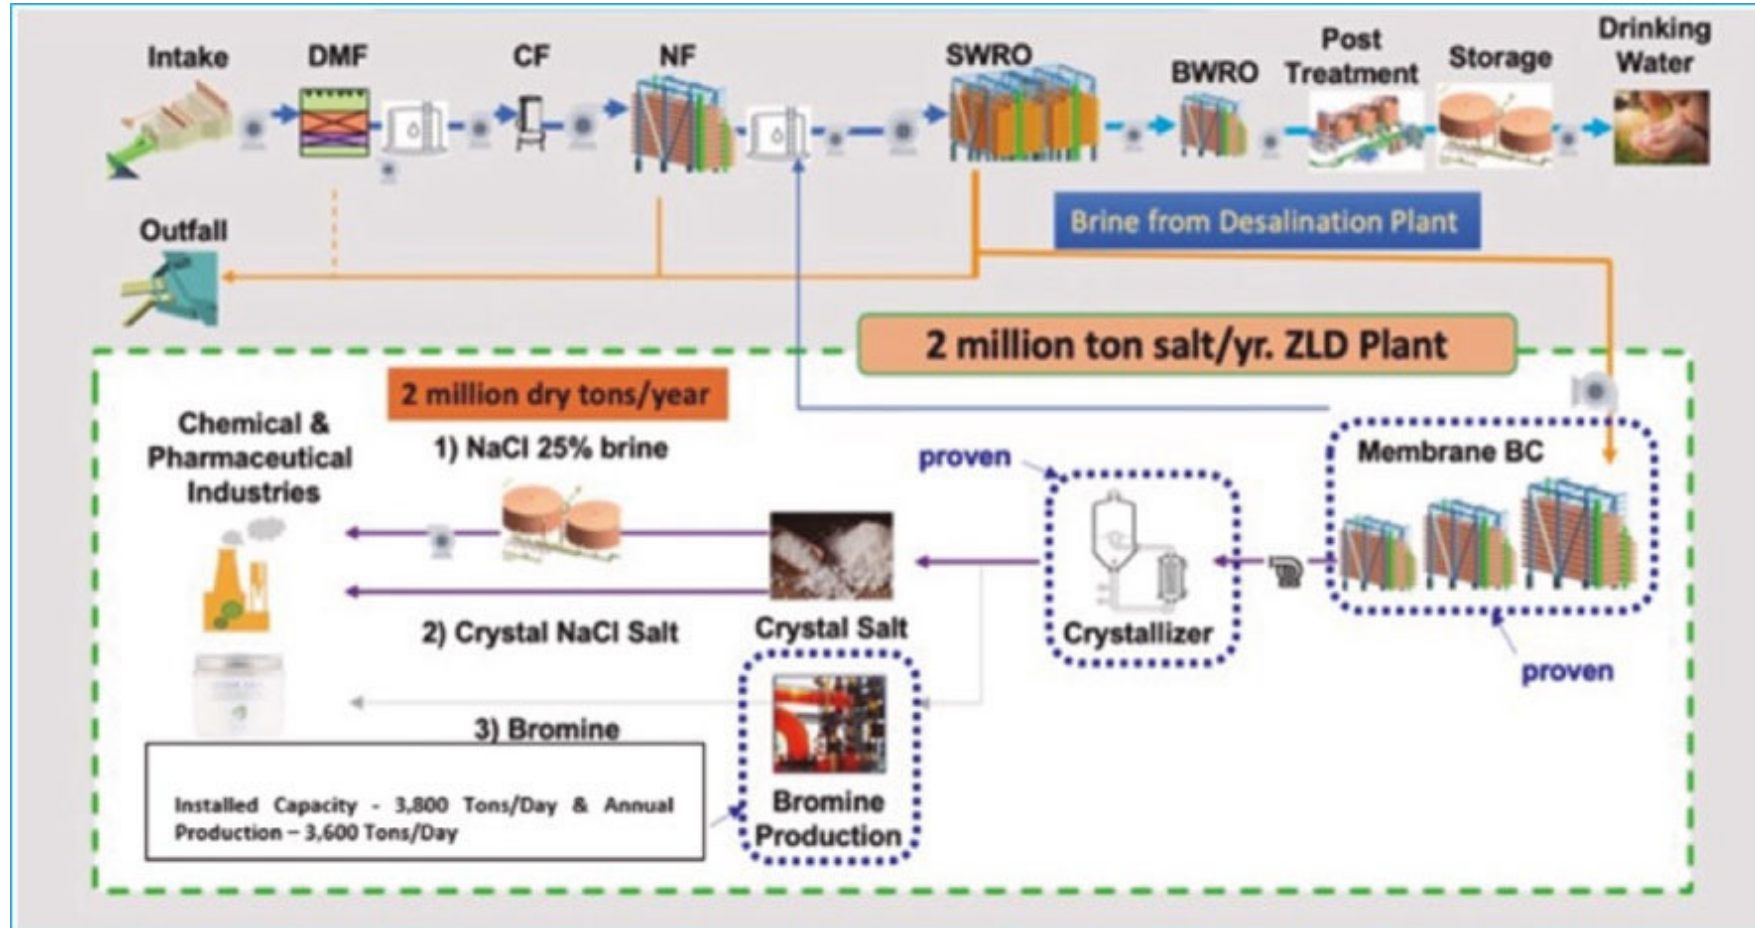 Intake
DMF
CF
NF
SWRO
BWRO
Post
Treatment
Storage
Drinking
Water
Outfall
Brine from Desalination Plant
2 million ton salt/yr. ZLD Plant
2 million dry tons/year
Chemical &
Pharmaceutical
Industries
1) NaCl 25% brine
proven
Membrane BC
2) Crystal NaCl Salt
Crystal Salt
Crystallizer
proven
3) Bromine
Installed Capacity - 3,800 Tons/Day & Annual
Production – 3,600 Tons/Day
Bromine
Production